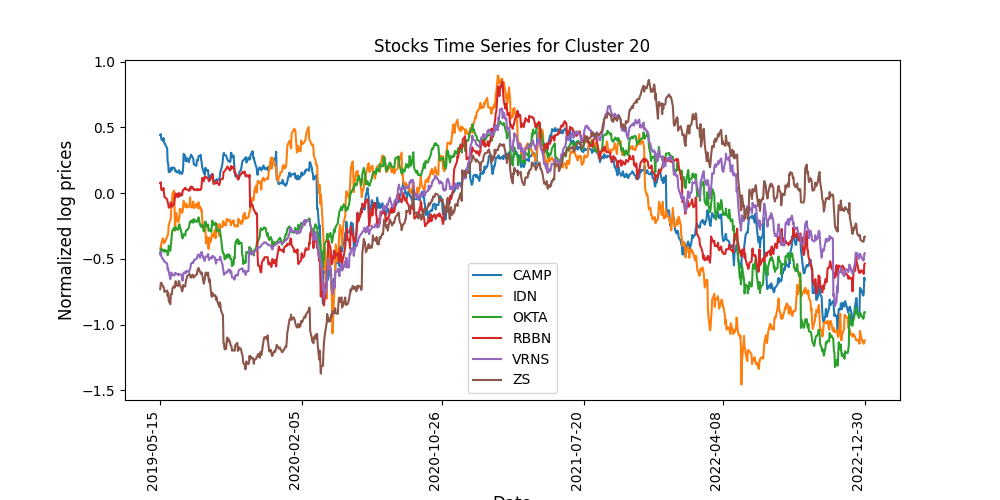 Stocks Time Series for Cluster 20
Normalized log prices
1.0
0.5
0.0
−0.5
−1.0
−1.5
CAMP
IDN
OKTA
RBBN
VRNS
ZS
2019-05-15
2020-02-05
2020-10-26
2021-07-20
2022-04-08
2022-12-30
Date